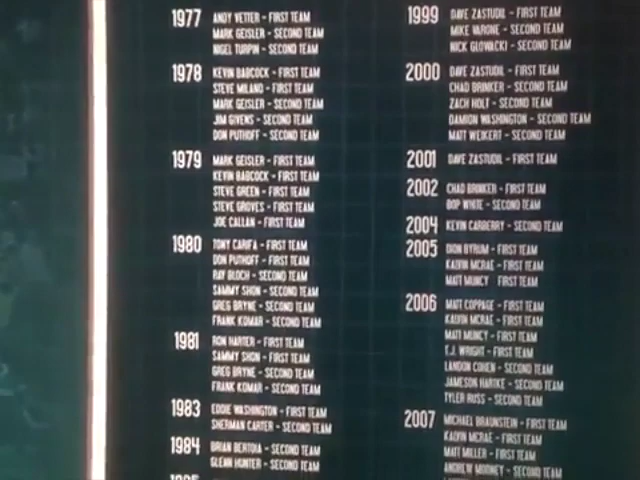 1977 ANDY VETTER - FIRST TEAM
MARK GEISLER - SECOND TEAM
NIGEL TURPIN - SECOND TEAM
1978 KEVIN BABCOCK - FIRST TEAM
STEVE MILANO - FIRST TEAM
MARK GEISLER - SECOND TEAM
JIM GIVENS - SECOND TEAM
DON PUTHOFF - SECOND TEAM
1979 MARK GEISLER - FIRST TEAM
KEVIN BABCOCK - FIRST TEAM
STEVE GREEN - FIRST TEAM
STEVE GROVES - FIRST TEAM
JOE CALLAN - FIRST TEAM
1980 TONY CARIFA - FIRST TEAM
DON PUTHOFF - FIRST TEAM
RAY BLOCH - SECOND TEAM
SAMMY SHON - SECOND TEAM
GREG BRYNE - SECOND TEAM
FRANK KOMAR - SECOND TEAM
1981 RON HARTER - FIRST TEAM
SAMMY SHON - FIRST TEAM
GREG BRYNE - SECOND TEAM
FRANK KOMAR - SECOND TEAM
1983 EDDIE WASHINGTON - FIRST TEAM
SHERMAN CARTER - SECOND TEAM
1984 BRIAN BERTOIA - SECOND TEAM
GLENN HUNTER - SECOND TEAM
1999 DAVE ZASTUDIL - FIRST TEAM
MIKE VARONE - SECOND TEAM
NICK GLOWACKI - SECOND TEAM
2000 DAVE ZASTUDIL - FIRST TEAM
CHAD BRINKER - SECOND TEAM
ZACH HOLT - SECOND TEAM
DAMION WASHINGTON - SECOND TEAM
MATT WEIKERT - SECOND TEAM
2001 DAVE ZASTUDIL - FIRST TEAM
2002 CHAD BRINKER - FIRST TEAM
BOP WHITE - SECOND TEAM
2004 KEVIN CARBERRY - SECOND TEAM
2005 DION BYRUM - FIRST TEAM
KALVIN MCRAE - FIRST TEAM
MATT MUNCY FIRST TEAM
2006 MATT COPPAGE - FIRST TEAM
KALVIN MCRAE - FIRST TEAM
MATT MUNCY - FIRST TEAM
T.J. WRIGHT - FIRST TEAM
LANDON COHEN - SECOND TEAM
JAMESON HARTKE - SECOND TEAM
TYLER RUSS - SECOND TEAM
2007 MICHAEL BRAUNSTEIN - FIRST TEAM
KALVIN MCRAE - FIRST TEAM
MATT MILLER - FIRST TEAM
ANDREW MOONEY - SECOND TEAM